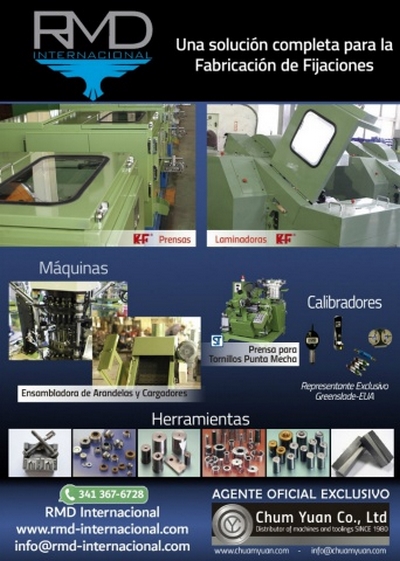 RMD
INTERNACIONAL
Una solución completa para la
Fabricación de Fijaciones
Prensas
Laminadoras
Máquinas
Calibradores
Prensa para
Tornillos Punta Mecha
Ensambladora de Arandelas y Cargadores
Representante Exclusivo
Greenslade-EUA
Herramientas
341 367-6728
RMD Internacional
www.rmd-internacional.com
info@rmd-internacional.com
AGENTE OFICIAL EXCLUSIVO
Chum Yuan Co., Ltd
Distributor of machines and toolings SINCE 1980
www.chuamyuan.com - info@chuamyuan.com